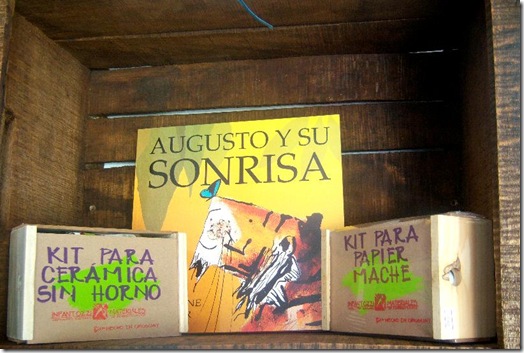 AUGUSTO Y SU
SONRISA
KIT PARA
CERÁMICA
SIN HORNO
KIT PARA
PAPIER
MACHE